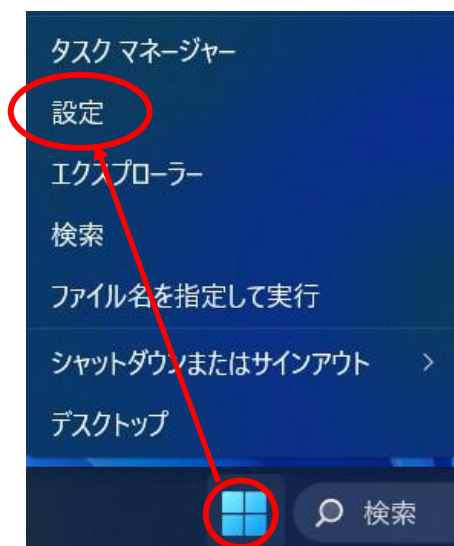 タスク マネージャー
設定
エクスプローラー
検索
ファイル名を指定して実行
シャットダウンまたはサインアウト
デスクトップ
検索